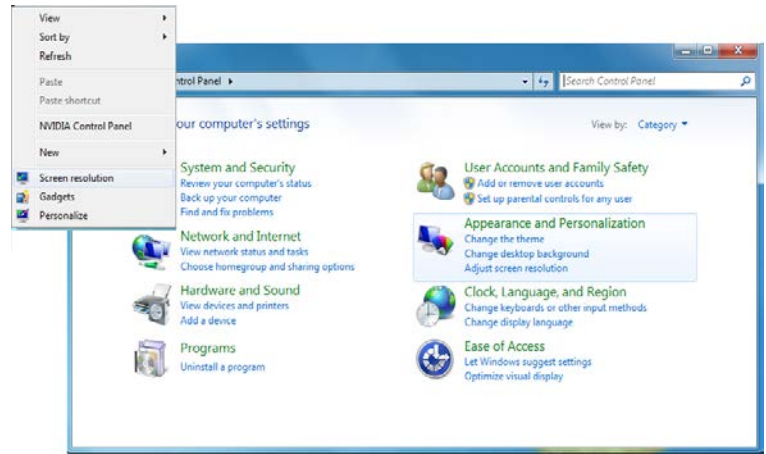 View
Sort by
Refresh
Paste
Paste shortcut
NVIDIA Control Panel
New
Screen resolution
Gadgets
Personalize
ntrol Panel
Search Control Panel
our computer's settings
View by: Category
System and Security
Review your computer's status
Back up your computer
Find and fix problems
Network and Internet
View network status and tasks
Choose homegroup and sharing options
Hardware and Sound
View devices and printers
Add a device
Programs
Uninstall a program
User Accounts and Family Safety
Add or remove user accounts
Set up parental controls for any user
Appearance and Personalization
Change the theme
Change desktop background
Adjust screen resolution
Clock, Language, and Region
Change keyboards or other input methods
Change display language
Ease of Access
Let Windows suggest settings
Optimize visual display